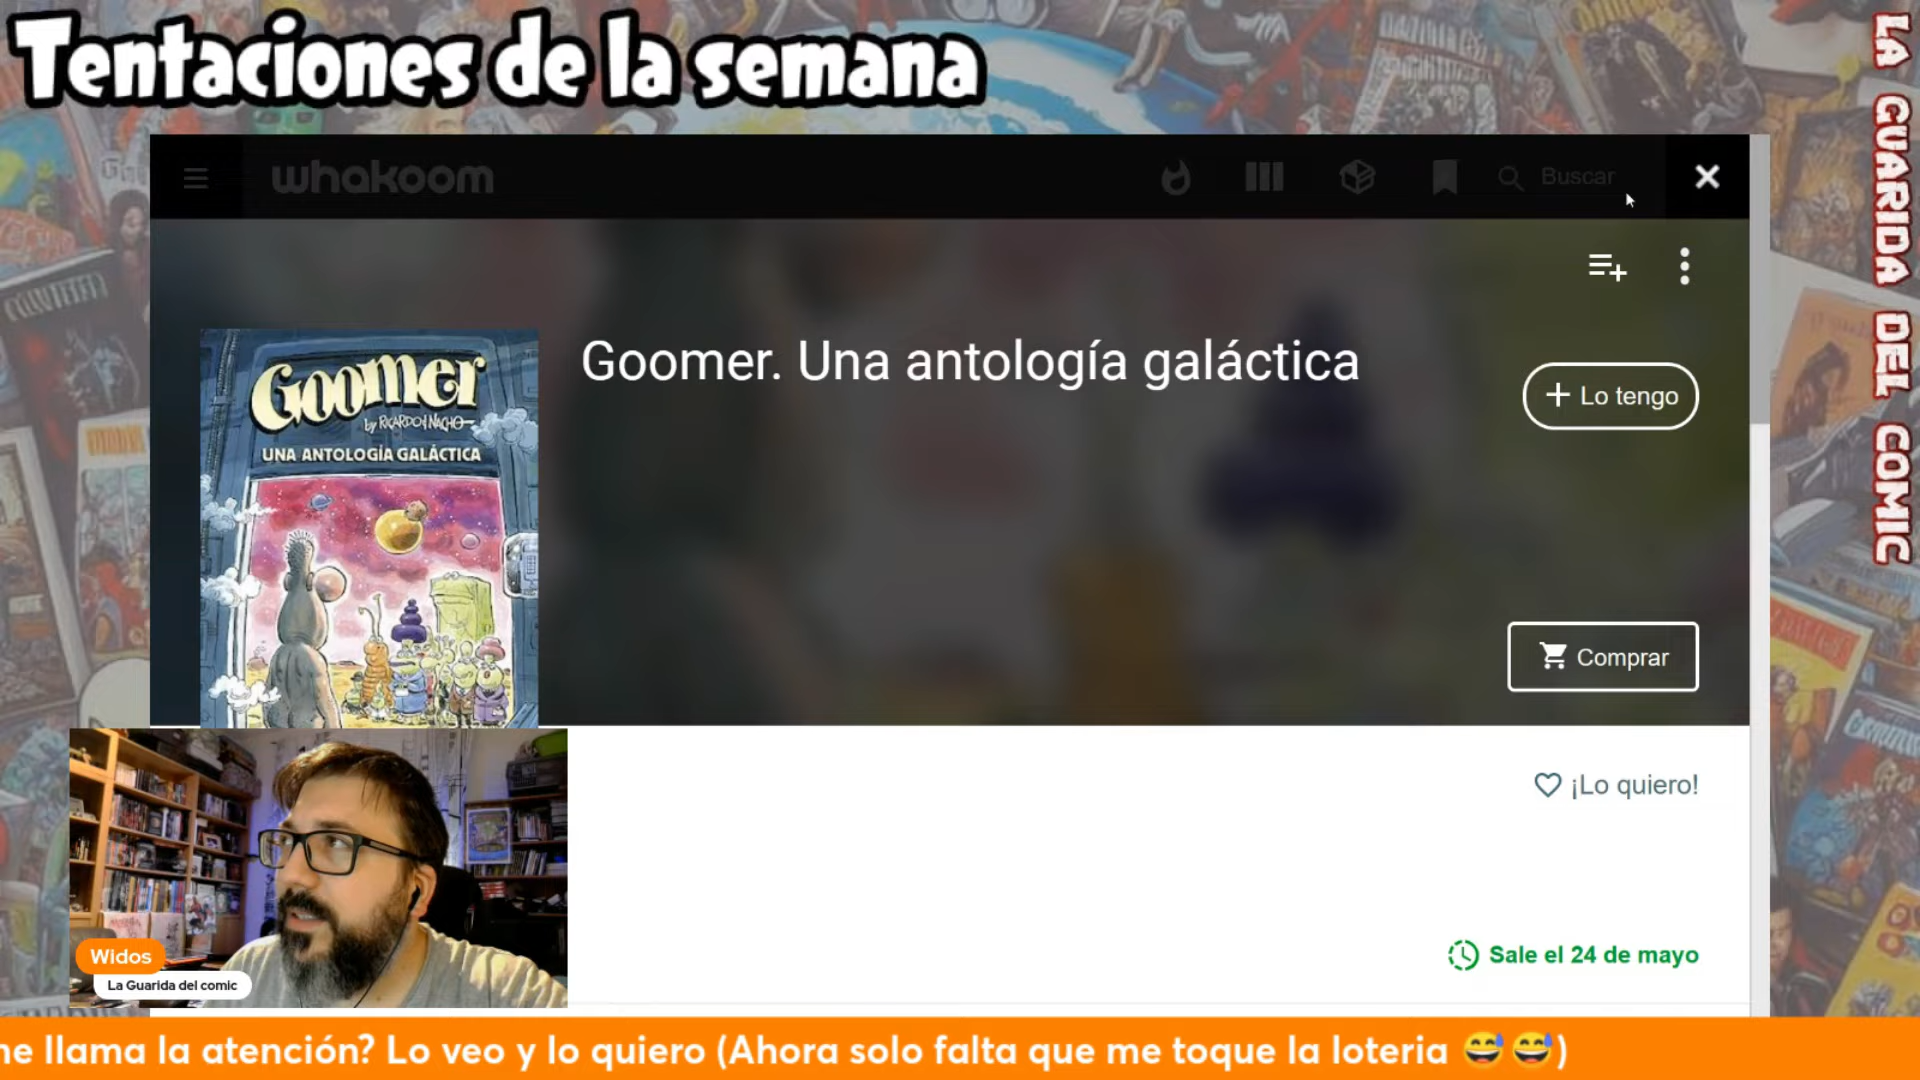 Tentaciones de la semana
LA GUARIDA DEL COMIC
whakoom
Buscar
Goomer
by RICARDO & NACHO
UNA ANTOLOGÍA GALÁCTICA
Goomer. Una antología galáctica
+ Lo tengo
Comprar
¡Lo quiero!
Sale el 24 de mayo
Widos
La Guarida del comic
me llama la atención? Lo veo y lo quiero (Ahora solo falta que me toque la loteria 😅😅)